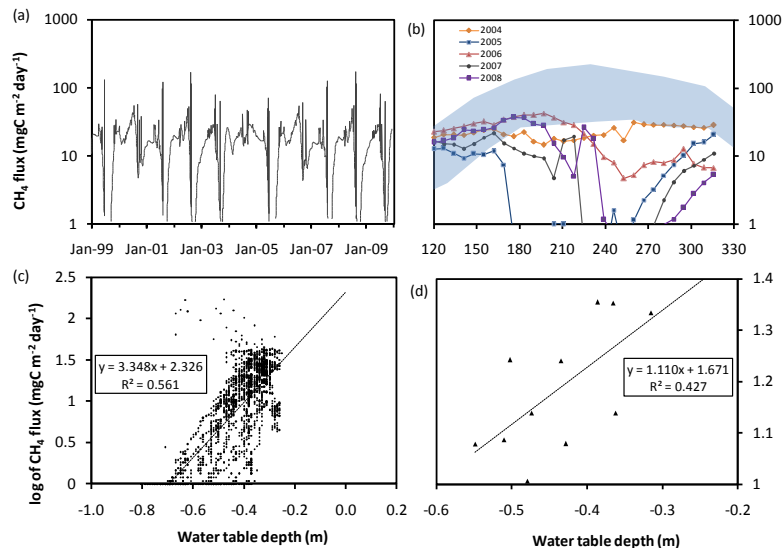 (a)
CH₄ flux (mgC m⁻² day⁻¹)
1000
100
10
1
Jan-99 Jan-01 Jan-03 Jan-05 Jan-07 Jan-09
(b)
2004
2005
2006
2007
2008
1000
100
10
1
120 150 180 210 240 270 300 330
(c)
log of CH₄ flux (mgC m⁻² day⁻¹)
2.5
2
1.5
1
0.5
0
y = 3.348x + 2.326
R² = 0.561
-1.0 -0.8 -0.6 -0.4 -0.2 0.0 0.2
Water table depth (m)
(d)
1.4
1.3
1.2
1.1
1
y = 1.110x + 1.671
R² = 0.427
-0.6 -0.5 -0.4 -0.3 -0.2
Water table depth (m)